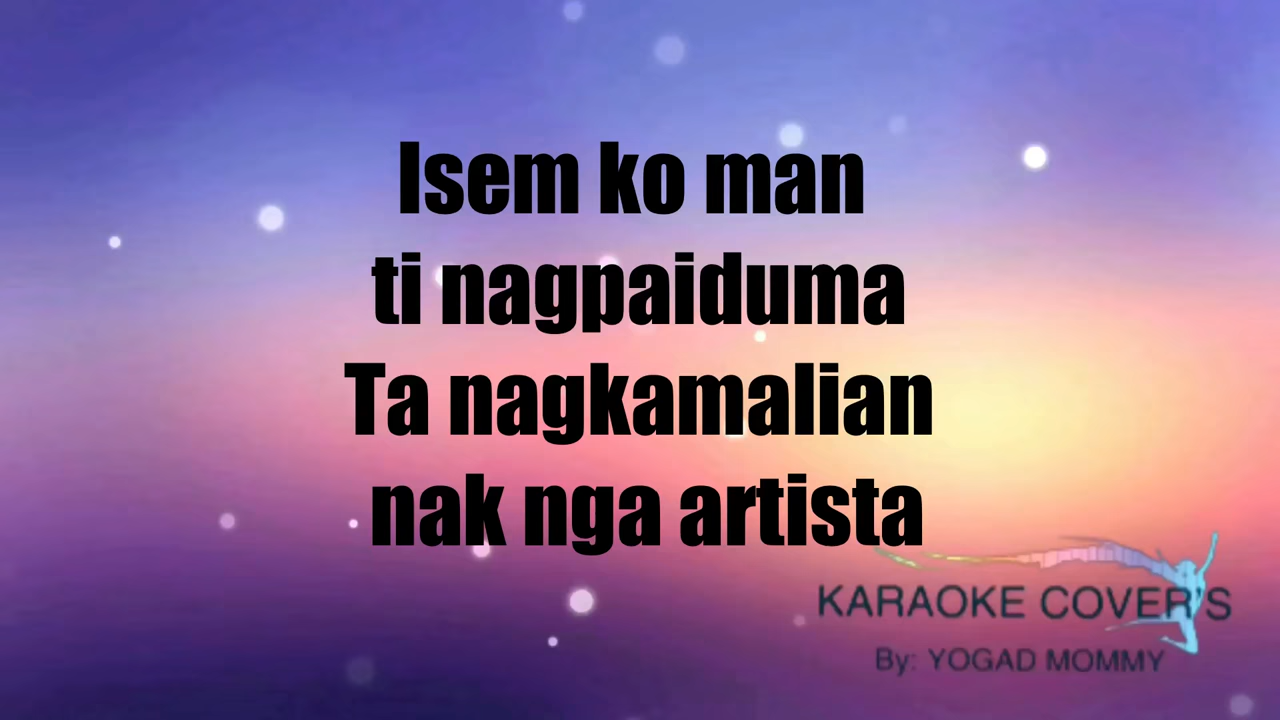 Isem ko man
ti nagpaiduma
Ta nagkamalian
nak nga artista
KARAOKE COVER'S
By: YOGAD MOMMY